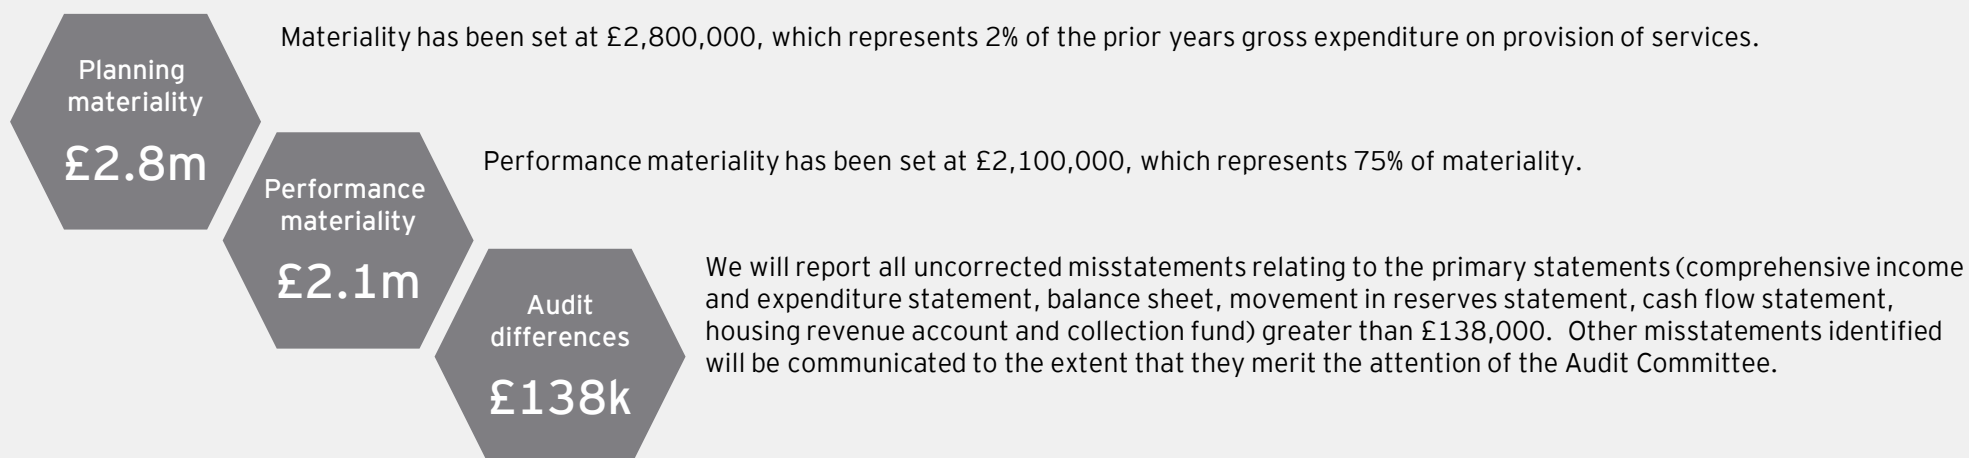 Planning
materiality
£2.8m
Materiality has been set at £2,800,000, which represents 2% of the prior years gross expenditure on provision of services.
Performance
materiality
£2.1m
Performance materiality has been set at £2,100,000, which represents 75% of materiality.
Audit
differences
£138k
We will report all uncorrected misstatements relating to the primary statements (comprehensive income
and expenditure statement, balance sheet, movement in reserves statement, cash flow statement,
housing revenue account and collection fund) greater than £138,000. Other misstatements identified
will be communicated to the extent that they merit the attention of the Audit Committee.